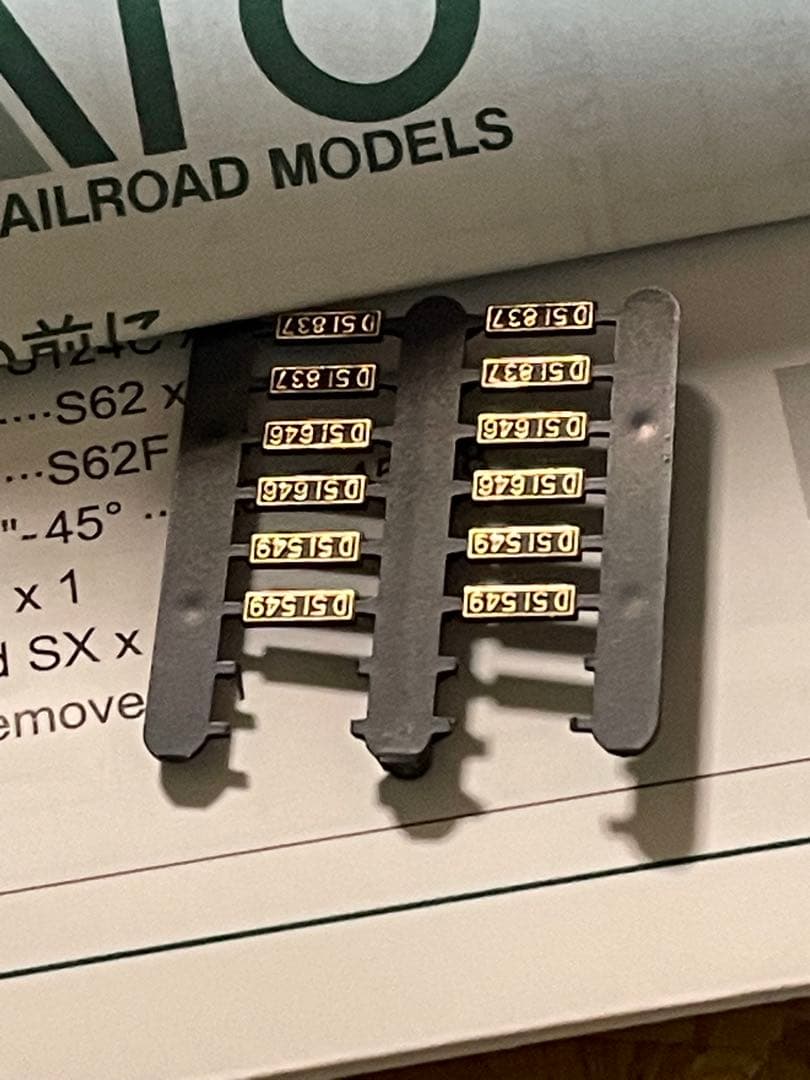 ATO
AILROAD MODELS
前に
····S62 x
···S62F
"-45° ··
x 1
d SX x
emove
D51 837 D51 837
D51 837 D51 837
D51 646 D51 646
D51 646 D51 646
D51 549 D51 549
D51 549 D51 549